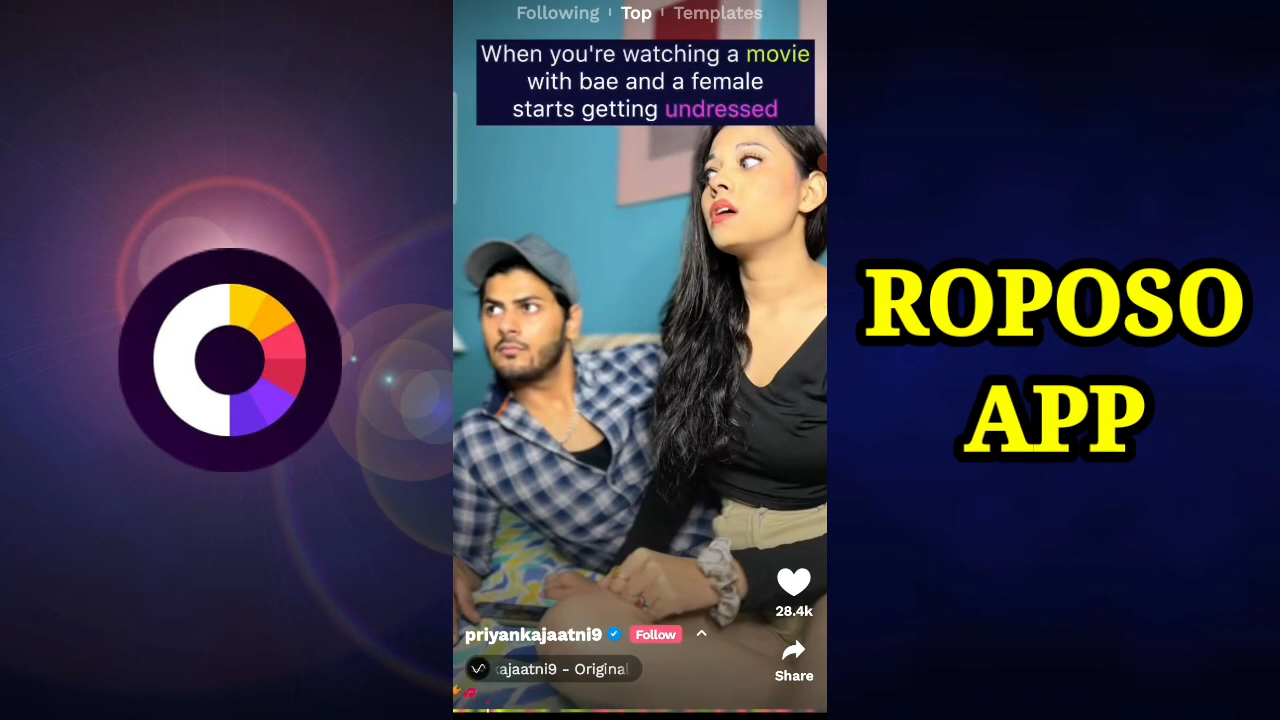 Following
Top
Templates
When you're watching a movie
with bae and a female
starts getting undressed
ROPOSO
APP
28.4k
priyankajaatni9
Follow
ajaatni9 - Original
Share